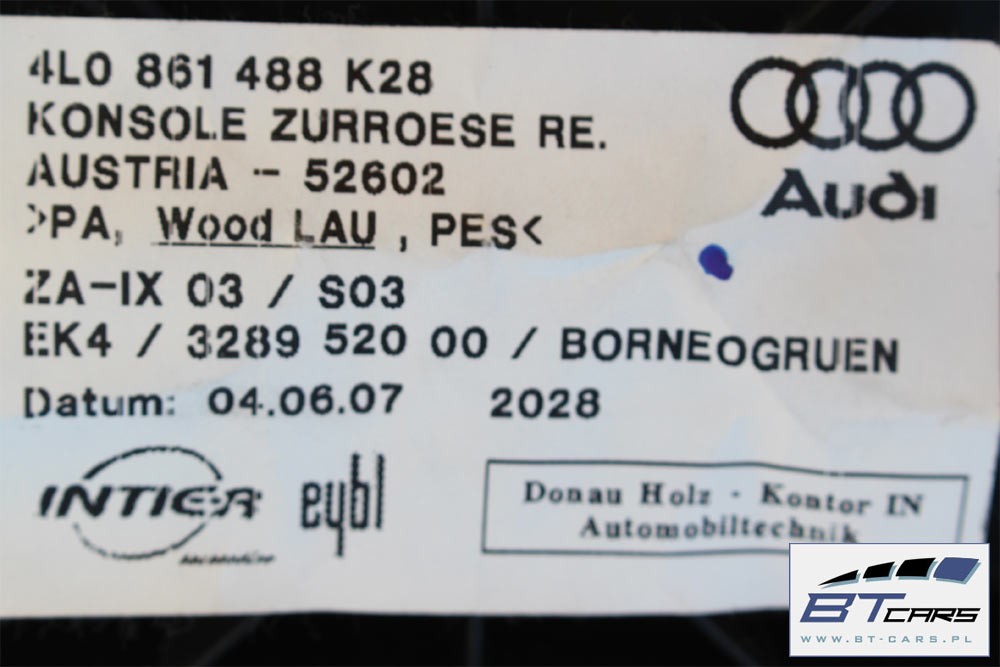 4L0 861 488 K28
KONSOLE ZURROESE RE.
AUSTRIA - 52602
>PA, Wood LAU , PES<
ZA-IX 03 / S03
EK4 / 3289 520 00 / BORNEOGRUEN
Datum: 04.06.07 2028
Audi
INTIER
eybl
Donau Holz - Kontor IN
Automobiltechnik
BT CARS
WWW.BT-CARS.PL